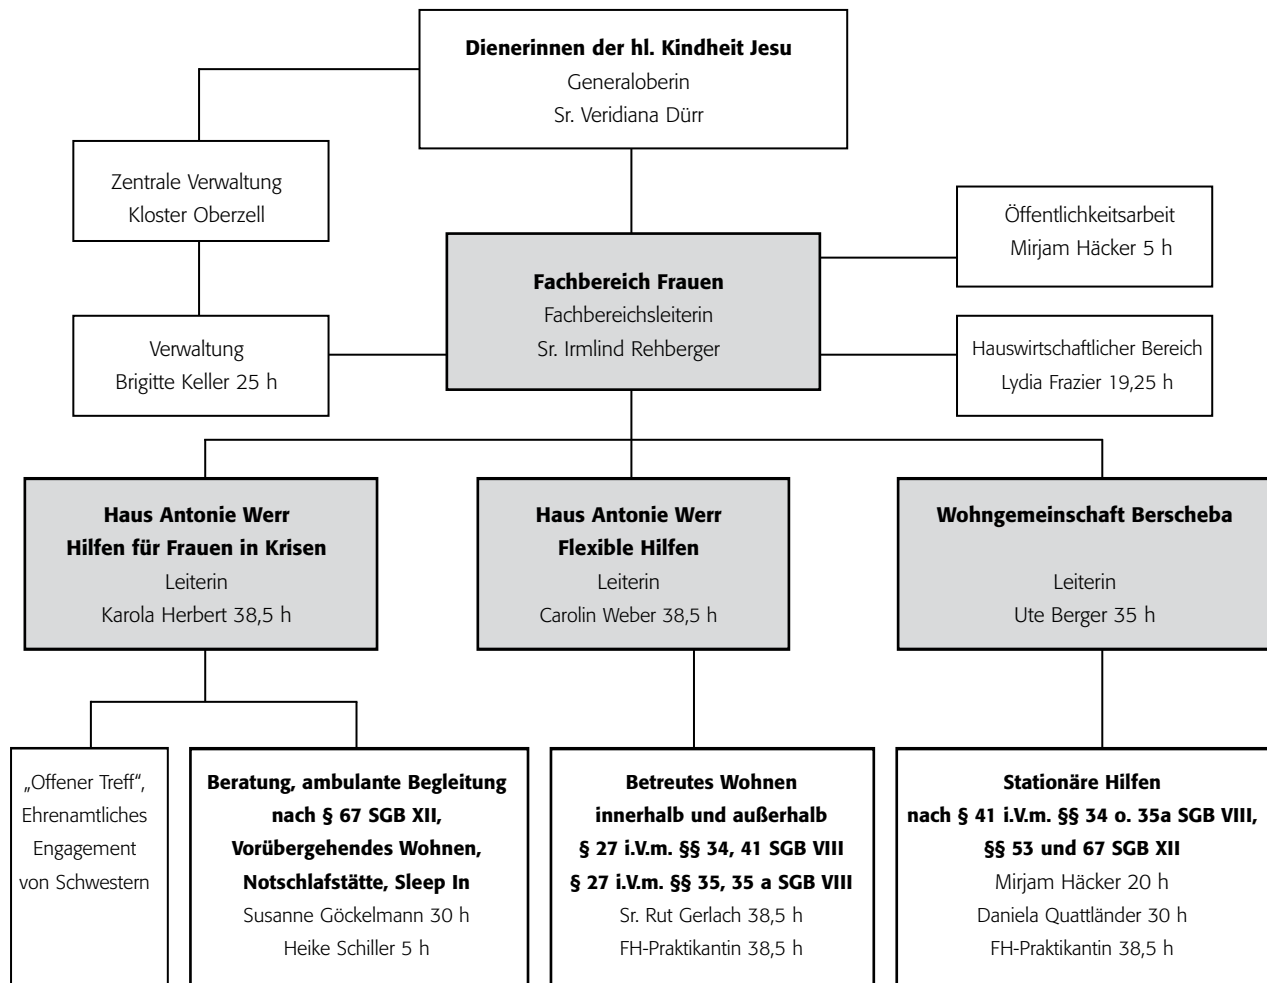 Dienerinnen der hl. Kindheit Jesu
Generaloberin
Sr. Veridiana Dürr
Zentrale Verwaltung
Kloster Oberzell
Öffentlichkeitsarbeit
Mirjam Häcker 5 h
Fachbereich Frauen
Fachbereichsleiterin
Sr. Irmlind Rehberger
Verwaltung
Brigitte Keller 25 h
Hauswirtschaftlicher Bereich
Lydia Frazier 19,25 h
Haus Antonie Werr
Hilfen für Frauen in Krisen
Leiterin
Karola Herbert 38,5 h
Haus Antonie Werr
Flexible Hilfen
Leiterin
Carolin Weber 38,5 h
Wohngemeinschaft Berscheba
Leiterin
Ute Berger 35 h
„Offener Treff“,
Ehrenamtliches
Engagement
von Schwestern
Beratung, ambulante Begleitung
nach § 67 SGB XII,
Vorübergehendes Wohnen,
Notschlafstätte, Sleep In
Susanne Göckelmann 30 h
Heike Schiller 5 h
Betreutes Wohnen
innerhalb und außerhalb
§ 27 i.V.m. §§ 34, 41 SGB VIII
§ 27 i.V.m. §§ 35, 35 a SGB VIII
Sr. Rut Gerlach 38,5 h
FH-Praktikantin 38,5 h
Stationäre Hilfen
nach § 41 i.V.m. §§ 34 o. 35a SGB VIII,
§§ 53 und 67 SGB XII
Mirjam Häcker 20 h
Daniela Quattländer 30 h
FH-Praktikantin 38,5 h